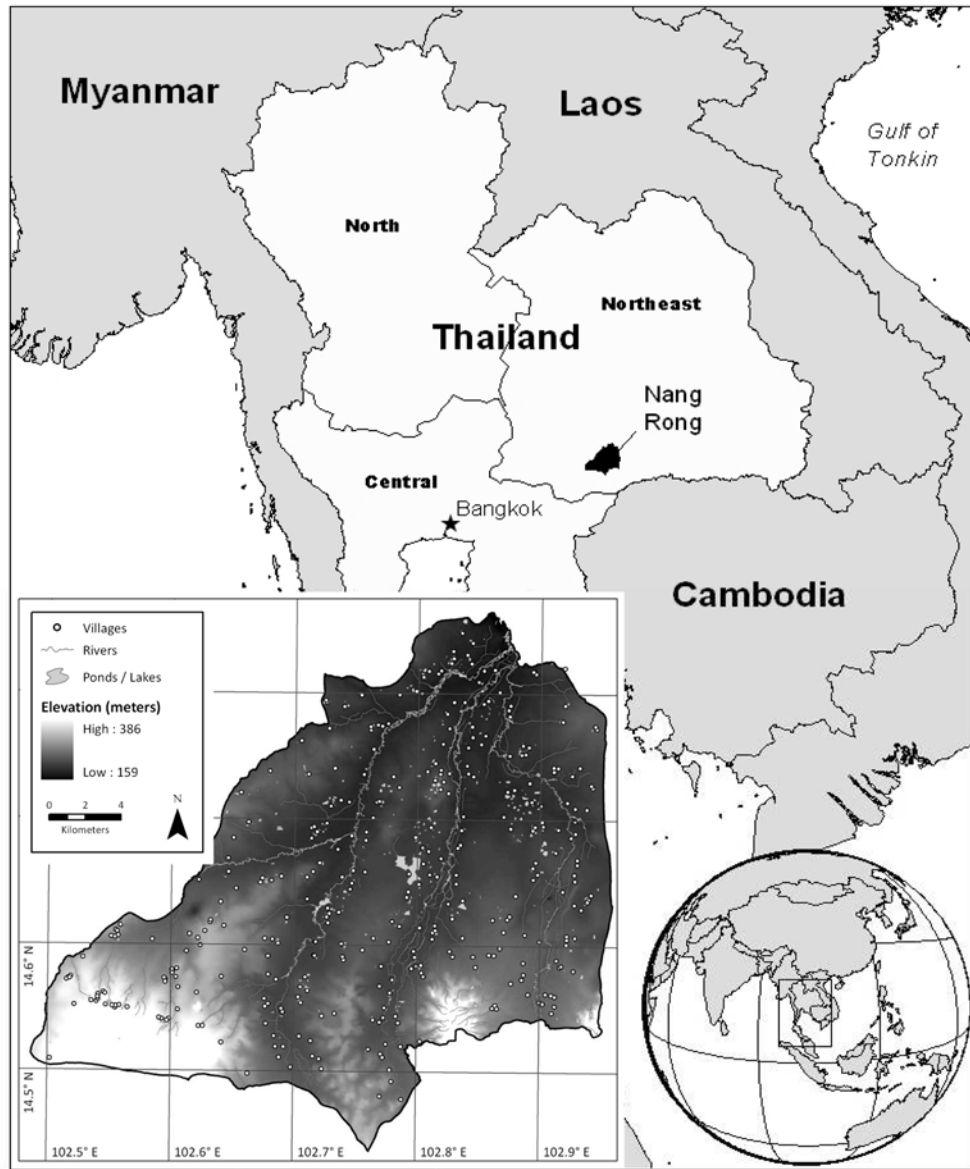 Myanmar
Laos
Gulf of
Tonkin
North
Northeast
Thailand
Nang
Rong
Central
Bangkok
Cambodia
Villages
Rivers
Ponds / Lakes
Elevation (meters)
High : 386
Low : 159
0 2 4
Kilometers
N
14.6° N
14.5° N
102.5° E 102.6° E 102.7° E 102.8° E 102.9° E